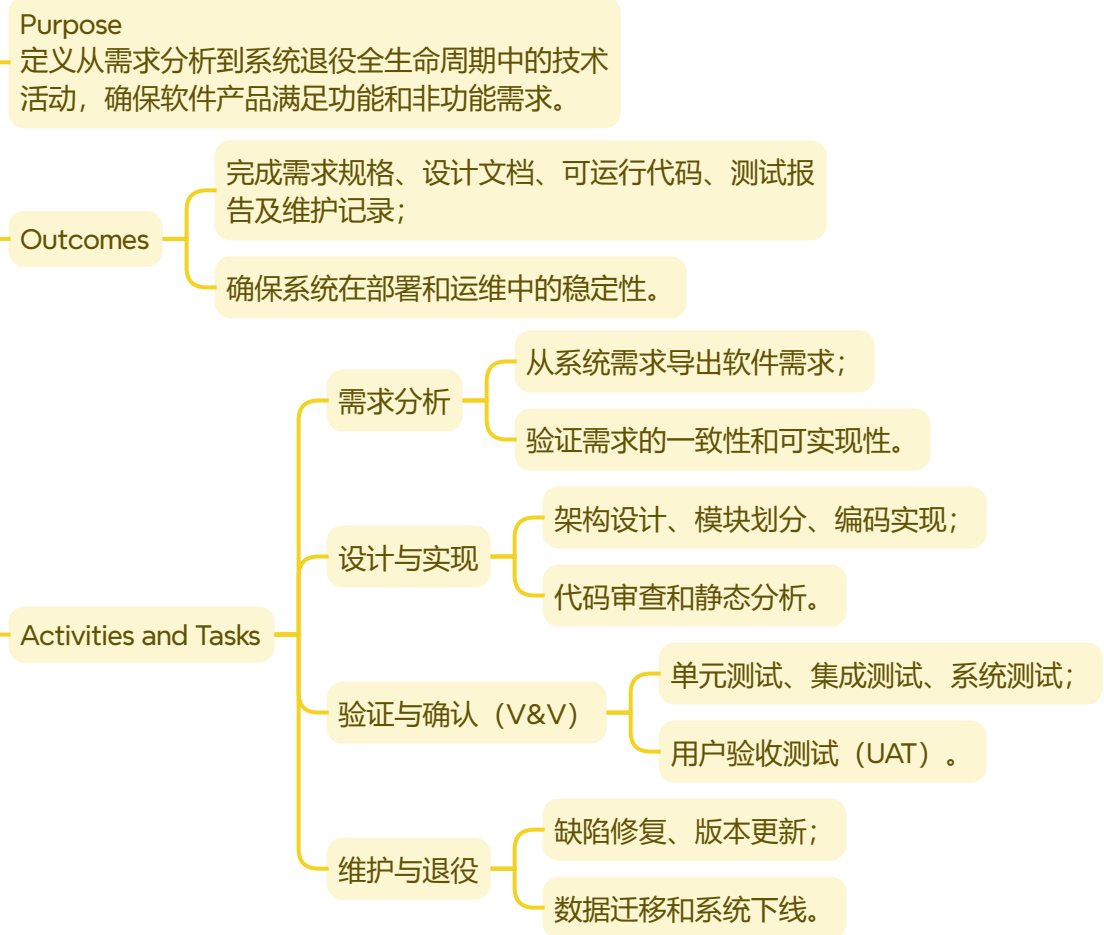 Purpose
定义从需求分析到系统退役全生命周期中的技术
活动，确保软件产品满足功能和非功能需求。
Outcomes
完成需求规格、设计文档、可运行代码、测试报
告及维护记录；
确保系统在部署和运维中的稳定性。
Activities and Tasks
需求分析
从系统需求导出软件需求；
验证需求的一致性和可实现性。
设计与实现
架构设计、模块划分、编码实现；
代码审查和静态分析。
验证与确认（V&V）
单元测试、集成测试、系统测试；
用户验收测试（UAT）。
维护与退役
缺陷修复、版本更新；
数据迁移和系统下线。